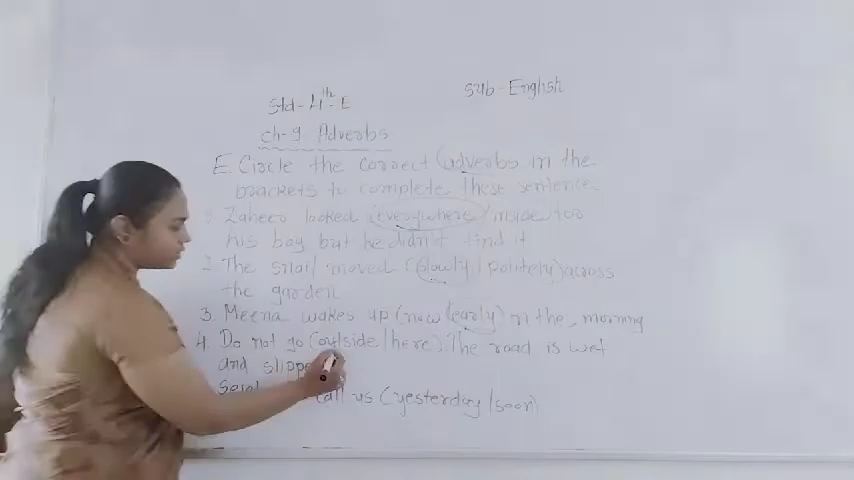 Std-4th-E
Sub-English
ch-9 Adverbs
E. Circle the correct (adverbs in the
brackets to complete these sentence.
1. Zaheer looked (everywhere / inside for
his bag but he didn't find it
2. The snail moved (slowly / politely) across
the garden
3. Meena wakes up (now / early) in the morning
4. Do not go (outside / here). The road is wet
and slippe
call us (yesterday / soon)